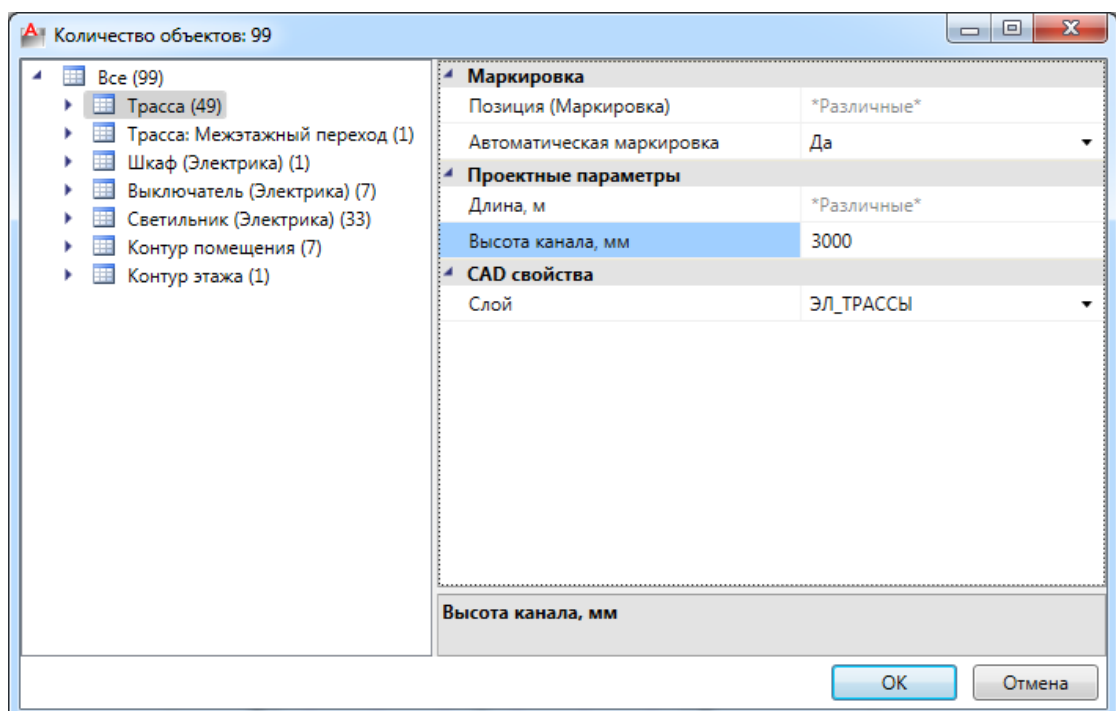 Количество объектов: 99
Все (99)
Трасса (49)
Трасса: Межэтажный переход (1)
Шкаф (Электрика) (1)
Выключатель (Электрика) (7)
Светильник (Электрика) (33)
Контур помещения (7)
Контур этажа (1)
Маркировка
Позиция (Маркировка) *Различные*
Автоматическая маркировка Да
Проектные параметры
Длина, м *Различные*
Высота канала, мм 3000
CAD свойства
Слой ЭЛ_ТРАССЫ
Высота канала, мм
OK Отмена